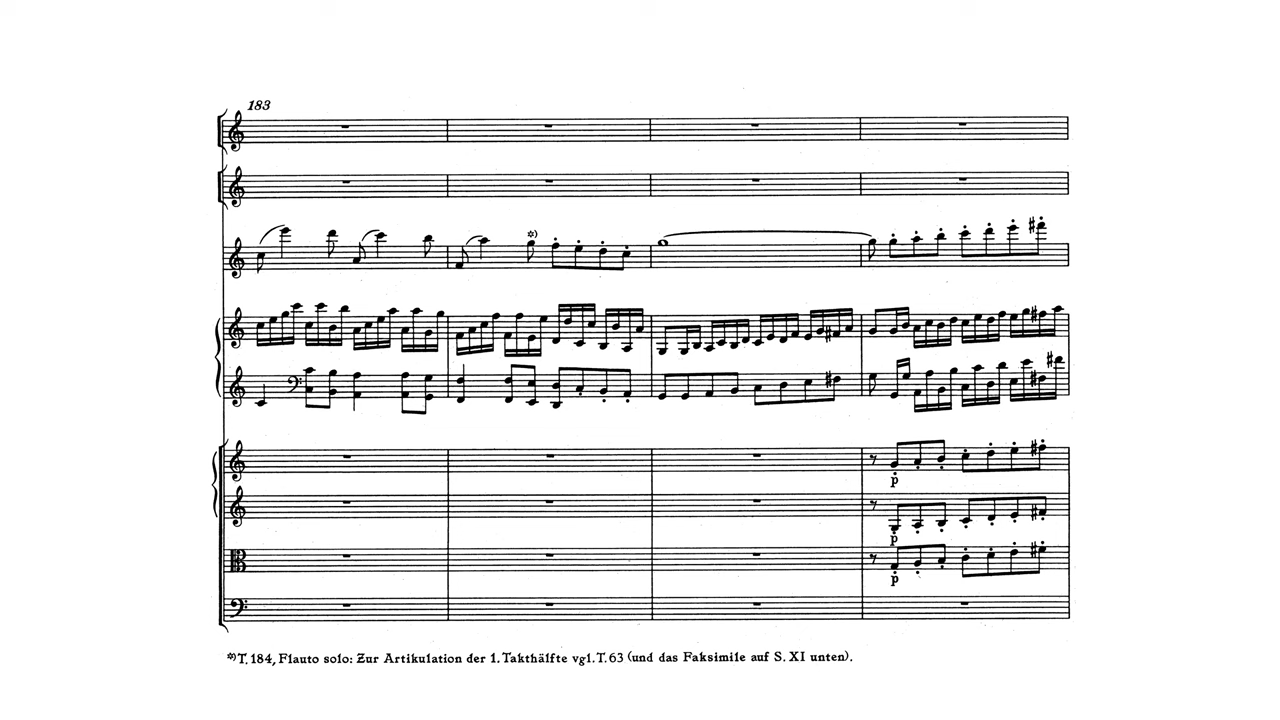 183
*)
p
p
p
*) T. 184, Flauto solo: Zur Artikulation der 1. Takthälfte vgl. T. 63 (und das Faksimile auf S. XI unten).